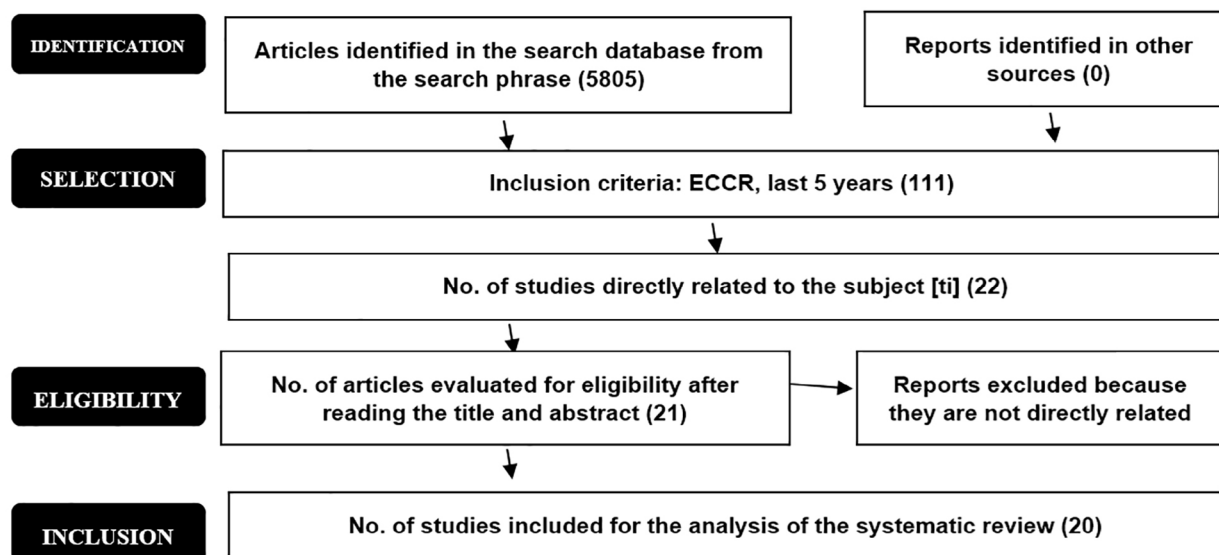 IDENTIFICATION
Articles identified in the search database from
the search phrase (5805)
Reports identified in other
sources (0)
SELECTION
Inclusion criteria: ECCR, last 5 years (111)
No. of studies directly related to the subject [ti] (22)
ELIGIBILITY
No. of articles evaluated for eligibility after
reading the title and abstract (21)
Reports excluded because
they are not directly related
INCLUSION
No. of studies included for the analysis of the systematic review (20)